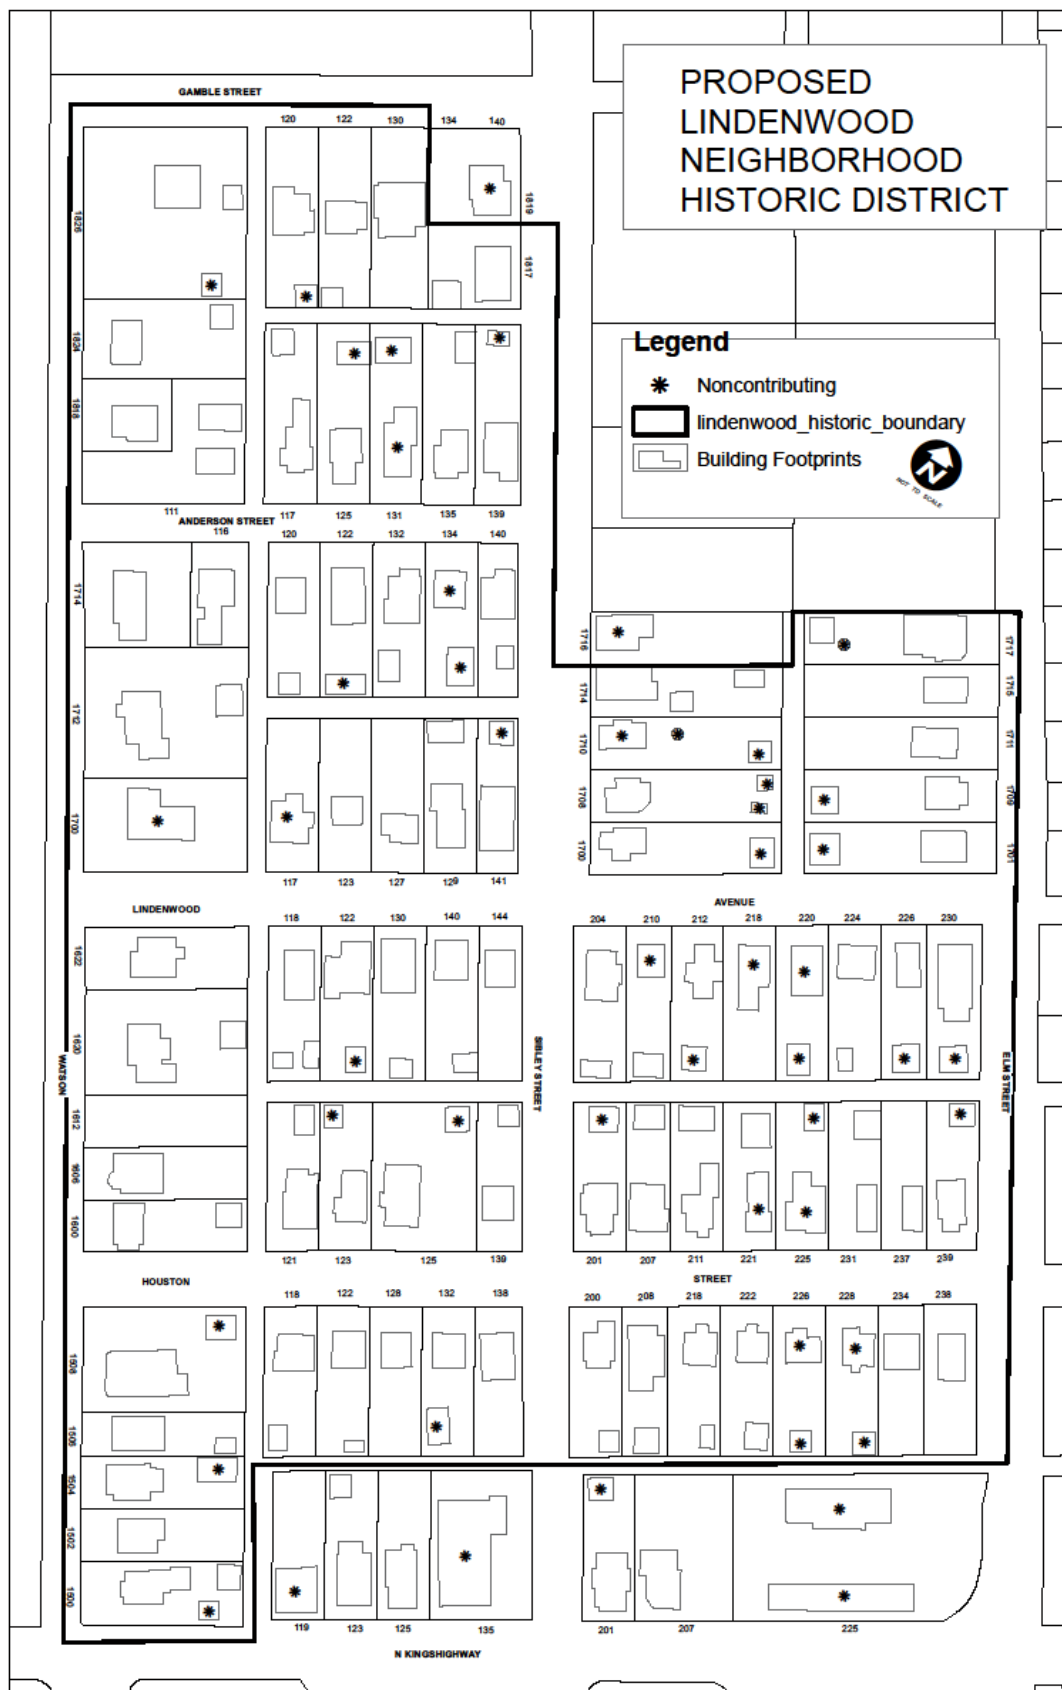 PROPOSED
LINDENWOOD
NEIGHBORHOOD
HISTORIC DISTRICT
GAMBLE STREET
120 122 130 134 140
1826
1819
1817
1824
1818
Legend
Noncontributing
lindenwood_historic_boundary
Building Footprints
N
NOT TO SCALE
111 117 125 131 135 139
ANDERSON STREET
116 120 122 132 134 140
1714
1712
1700
1716
1714
1710
1708
1700
1717
1715
1711
1709
1701
117 123 127 129 141
LINDENWOOD AVENUE
118 122 130 140 144 204 210 212 218 220 224 226 230
1622
1620
1612
1606
1600
WATSON
SIBLEY STREET
ELM STREET
121 123 125 139 201 207 211 221 225 231 237 239
HOUSTON STREET
118 122 128 132 138 200 208 218 222 226 228 234 238
1508
1506
1504
1502
1500
119 123 125 135 201 207 225
N KINGSHIGHWAY